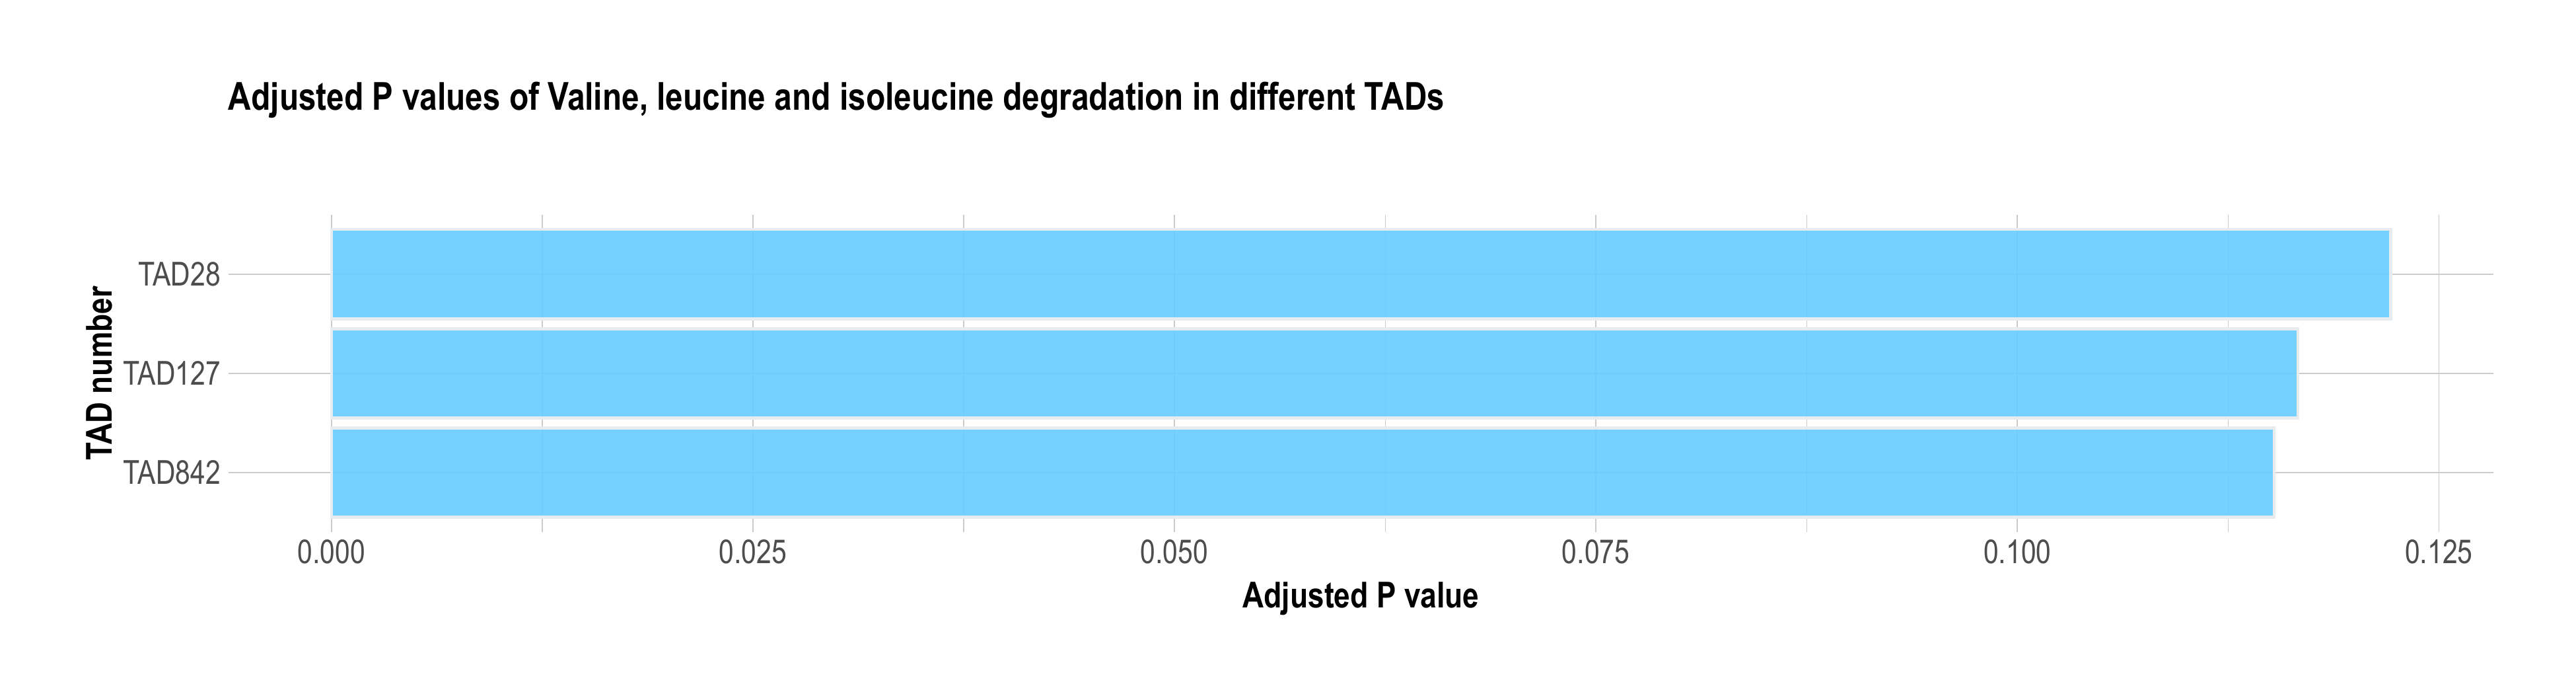 Adjusted P values of Valine, leucine and isoleucine degradation in different TADs
TAD number
TAD28
TAD127
TAD842
0.000 0.025 0.050 0.075 0.100 0.125
Adjusted P value